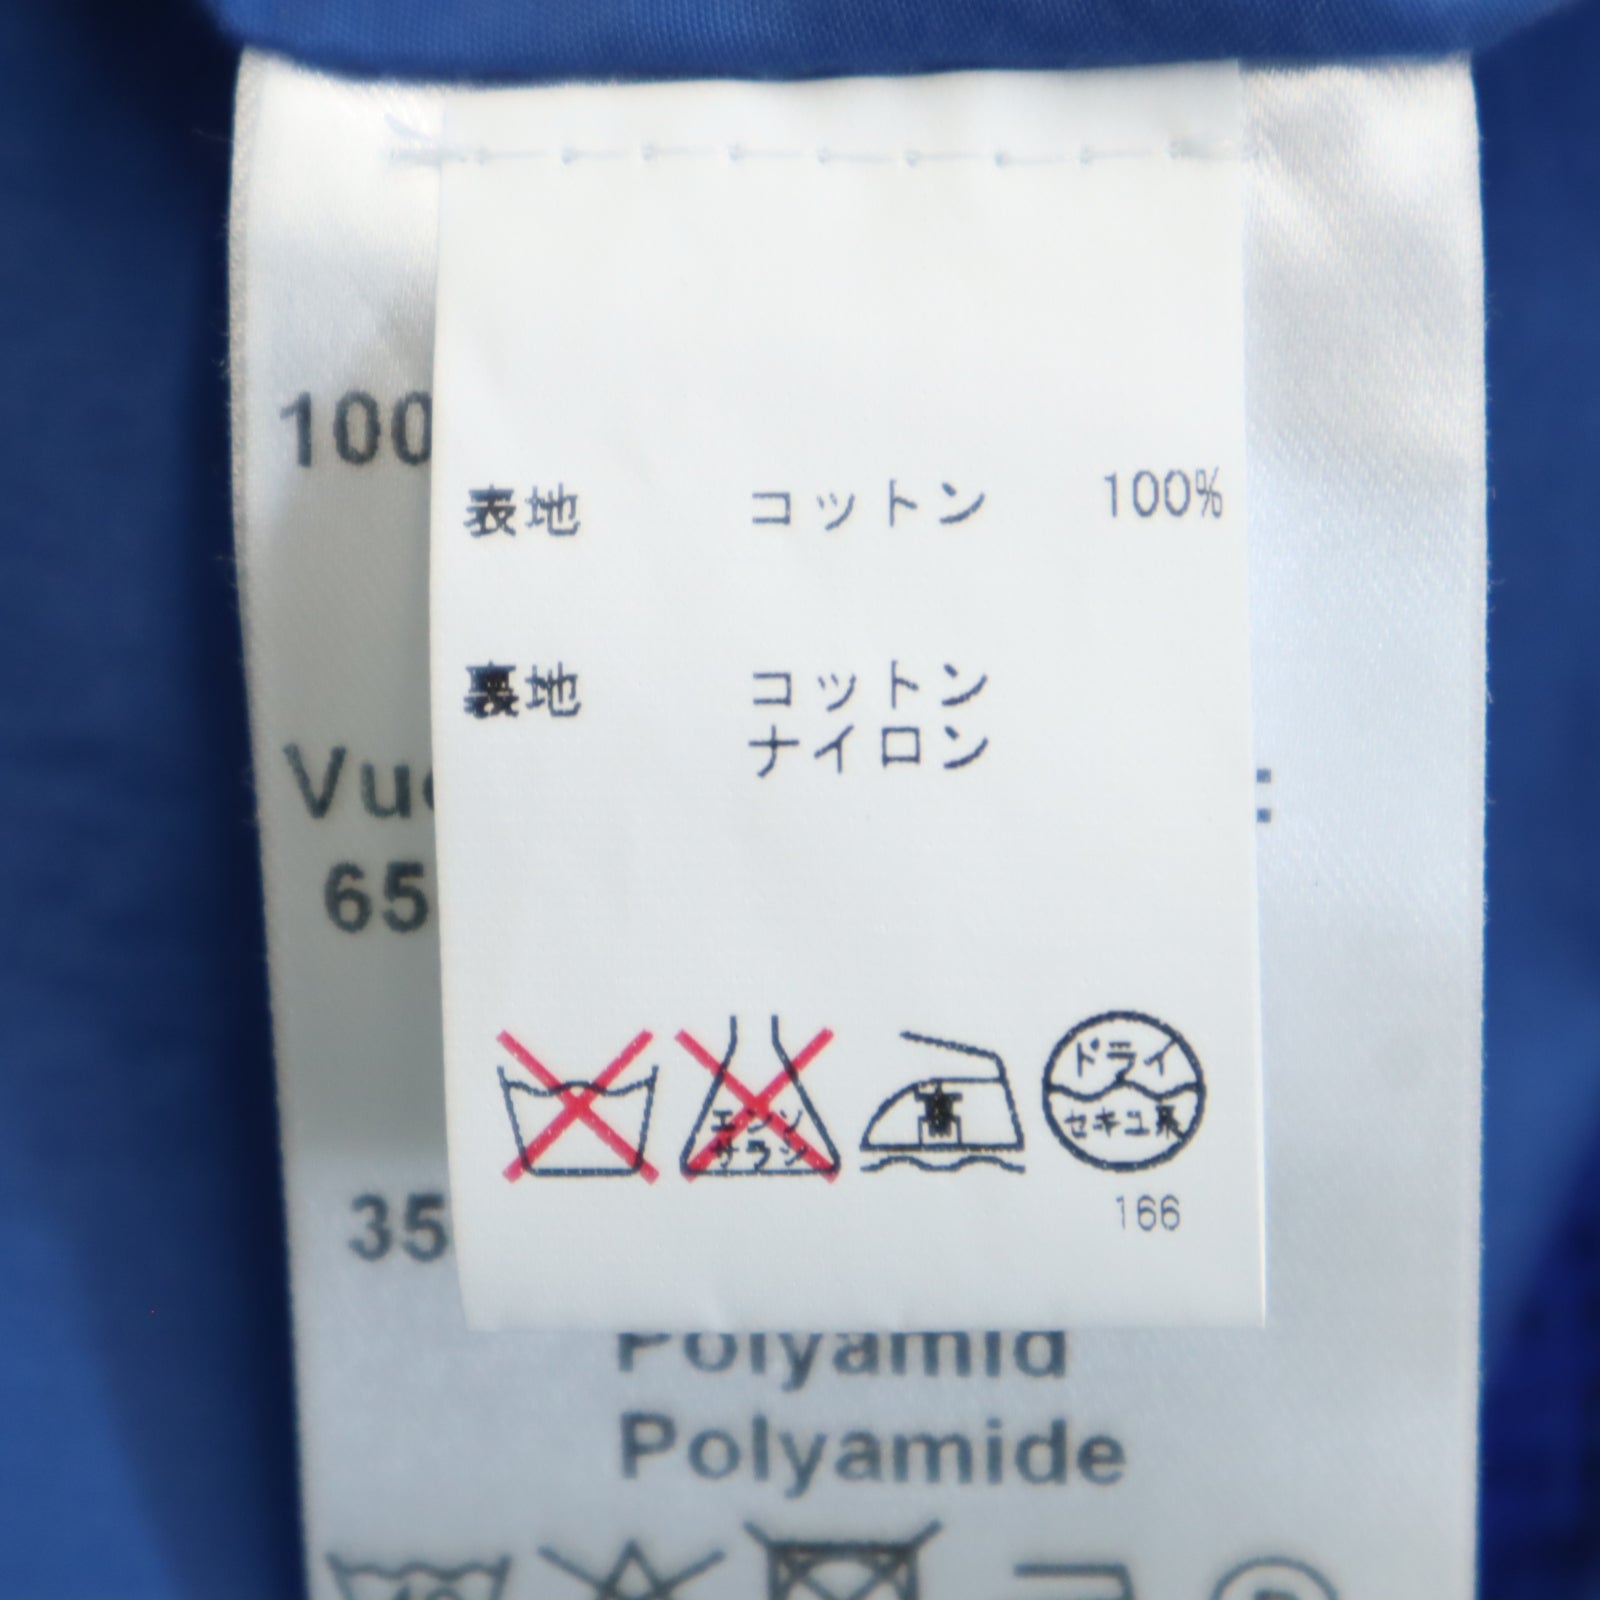 100
表地 コットン 100%
裏地 コットン
ナイロン
65
エンソ
サラシ
高
ドライ
セキユ系
166
35
Polyamid
Polyamide
40